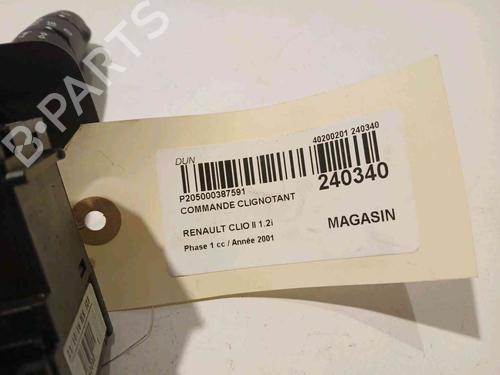 B-PARTS
DUN
40200201 240340
P205000387591
240340
COMMANDE CLIGNOTANT
RENAULT CLIO II 1.2i
MAGASIN
Phase 1 cc / Année 2001